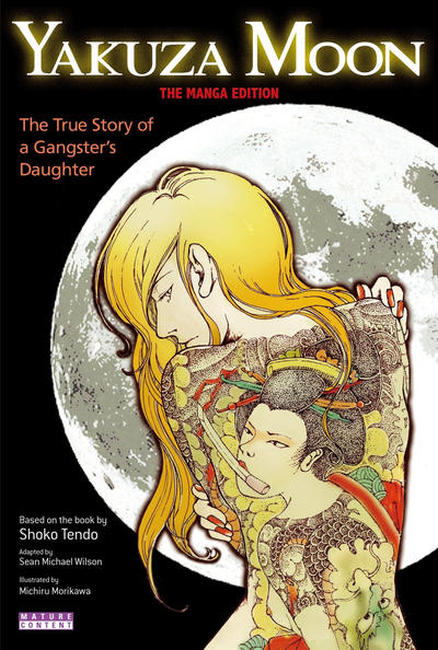 YAKUZA MOON
THE MANGA EDITION
The True Story of
a Gangster's
Daughter
Based on the book by
Shoko Tendo
Adapted by
Sean Michael Wilson
Illustrated by
Michiru Morikawa
MATURE
CONTENT